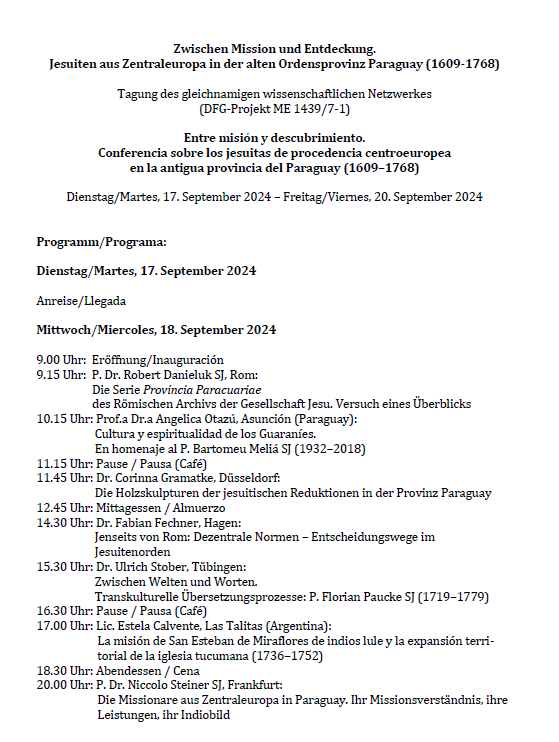 Zwischen Mission und Entdeckung.
Jesuiten aus Zentraleuropa in der alten Ordensprovinz Paraguay (1609-1768)
Tagung des gleichnamigen wissenschaftlichen Netzwerkes
(DFG-Projekt ME 1439/7-1)
Entre misión y descubrimiento.
Conferencia sobre los jesuitas de procedencia centroeuropea
en la antigua provincia del Paraguay (1609–1768)
Dienstag/Martes, 17. September 2024 – Freitag/Viernes, 20. September 2024
Programm/Programa:
Dienstag/Martes, 17. September 2024
Anreise/Llegada
Mittwoch/Miercoles, 18. September 2024
9.00 Uhr: Eröffnung/Inauguración
9.15 Uhr: P. Dr. Robert Danieluk SJ, Rom:
Die Serie Provincia Paracuariae
des Römischen Archivs der Gesellschaft Jesu. Versuch eines Überblicks
10.15 Uhr: Prof.a Dr.a Angelica Otazú, Asunción (Paraguay):
Cultura y espiritualidad de los Guaraníes.
En homenaje al P. Bartomeu Meliá SJ (1932–2018)
11.15 Uhr: Pause / Pausa (Café)
11.45 Uhr: Dr. Corinna Gramatke, Düsseldorf:
Die Holzskulpturen der jesuitischen Reduktionen in der Provinz Paraguay
12.45 Uhr: Mittagessen / Almuerzo
14.30 Uhr: Dr. Fabian Fechner, Hagen:
Jenseits von Rom: Dezentrale Normen – Entscheidungswege im
Jesuitenorden
15.30 Uhr: Dr. Ulrich Stober, Tübingen:
Zwischen Welten und Worten.
Transkulturelle Übersetzungsprozesse: P. Florian Paucke SJ (1719–1779)
16.30 Uhr: Pause / Pausa (Café)
17.00 Uhr: Lic. Estela Calvente, Las Talitas (Argentina):
La misión de San Esteban de Miraflores de indios lule y la expansión terri-
torial de la iglesia tucumana (1736–1752)
18.30 Uhr: Abendessen / Cena
20.00 Uhr: P. Dr. Niccolo Steiner SJ, Frankfurt:
Die Missionare aus Zentraleuropa in Paraguay. Ihr Missionsverständnis, ihre
Leistungen, ihr Indiobild